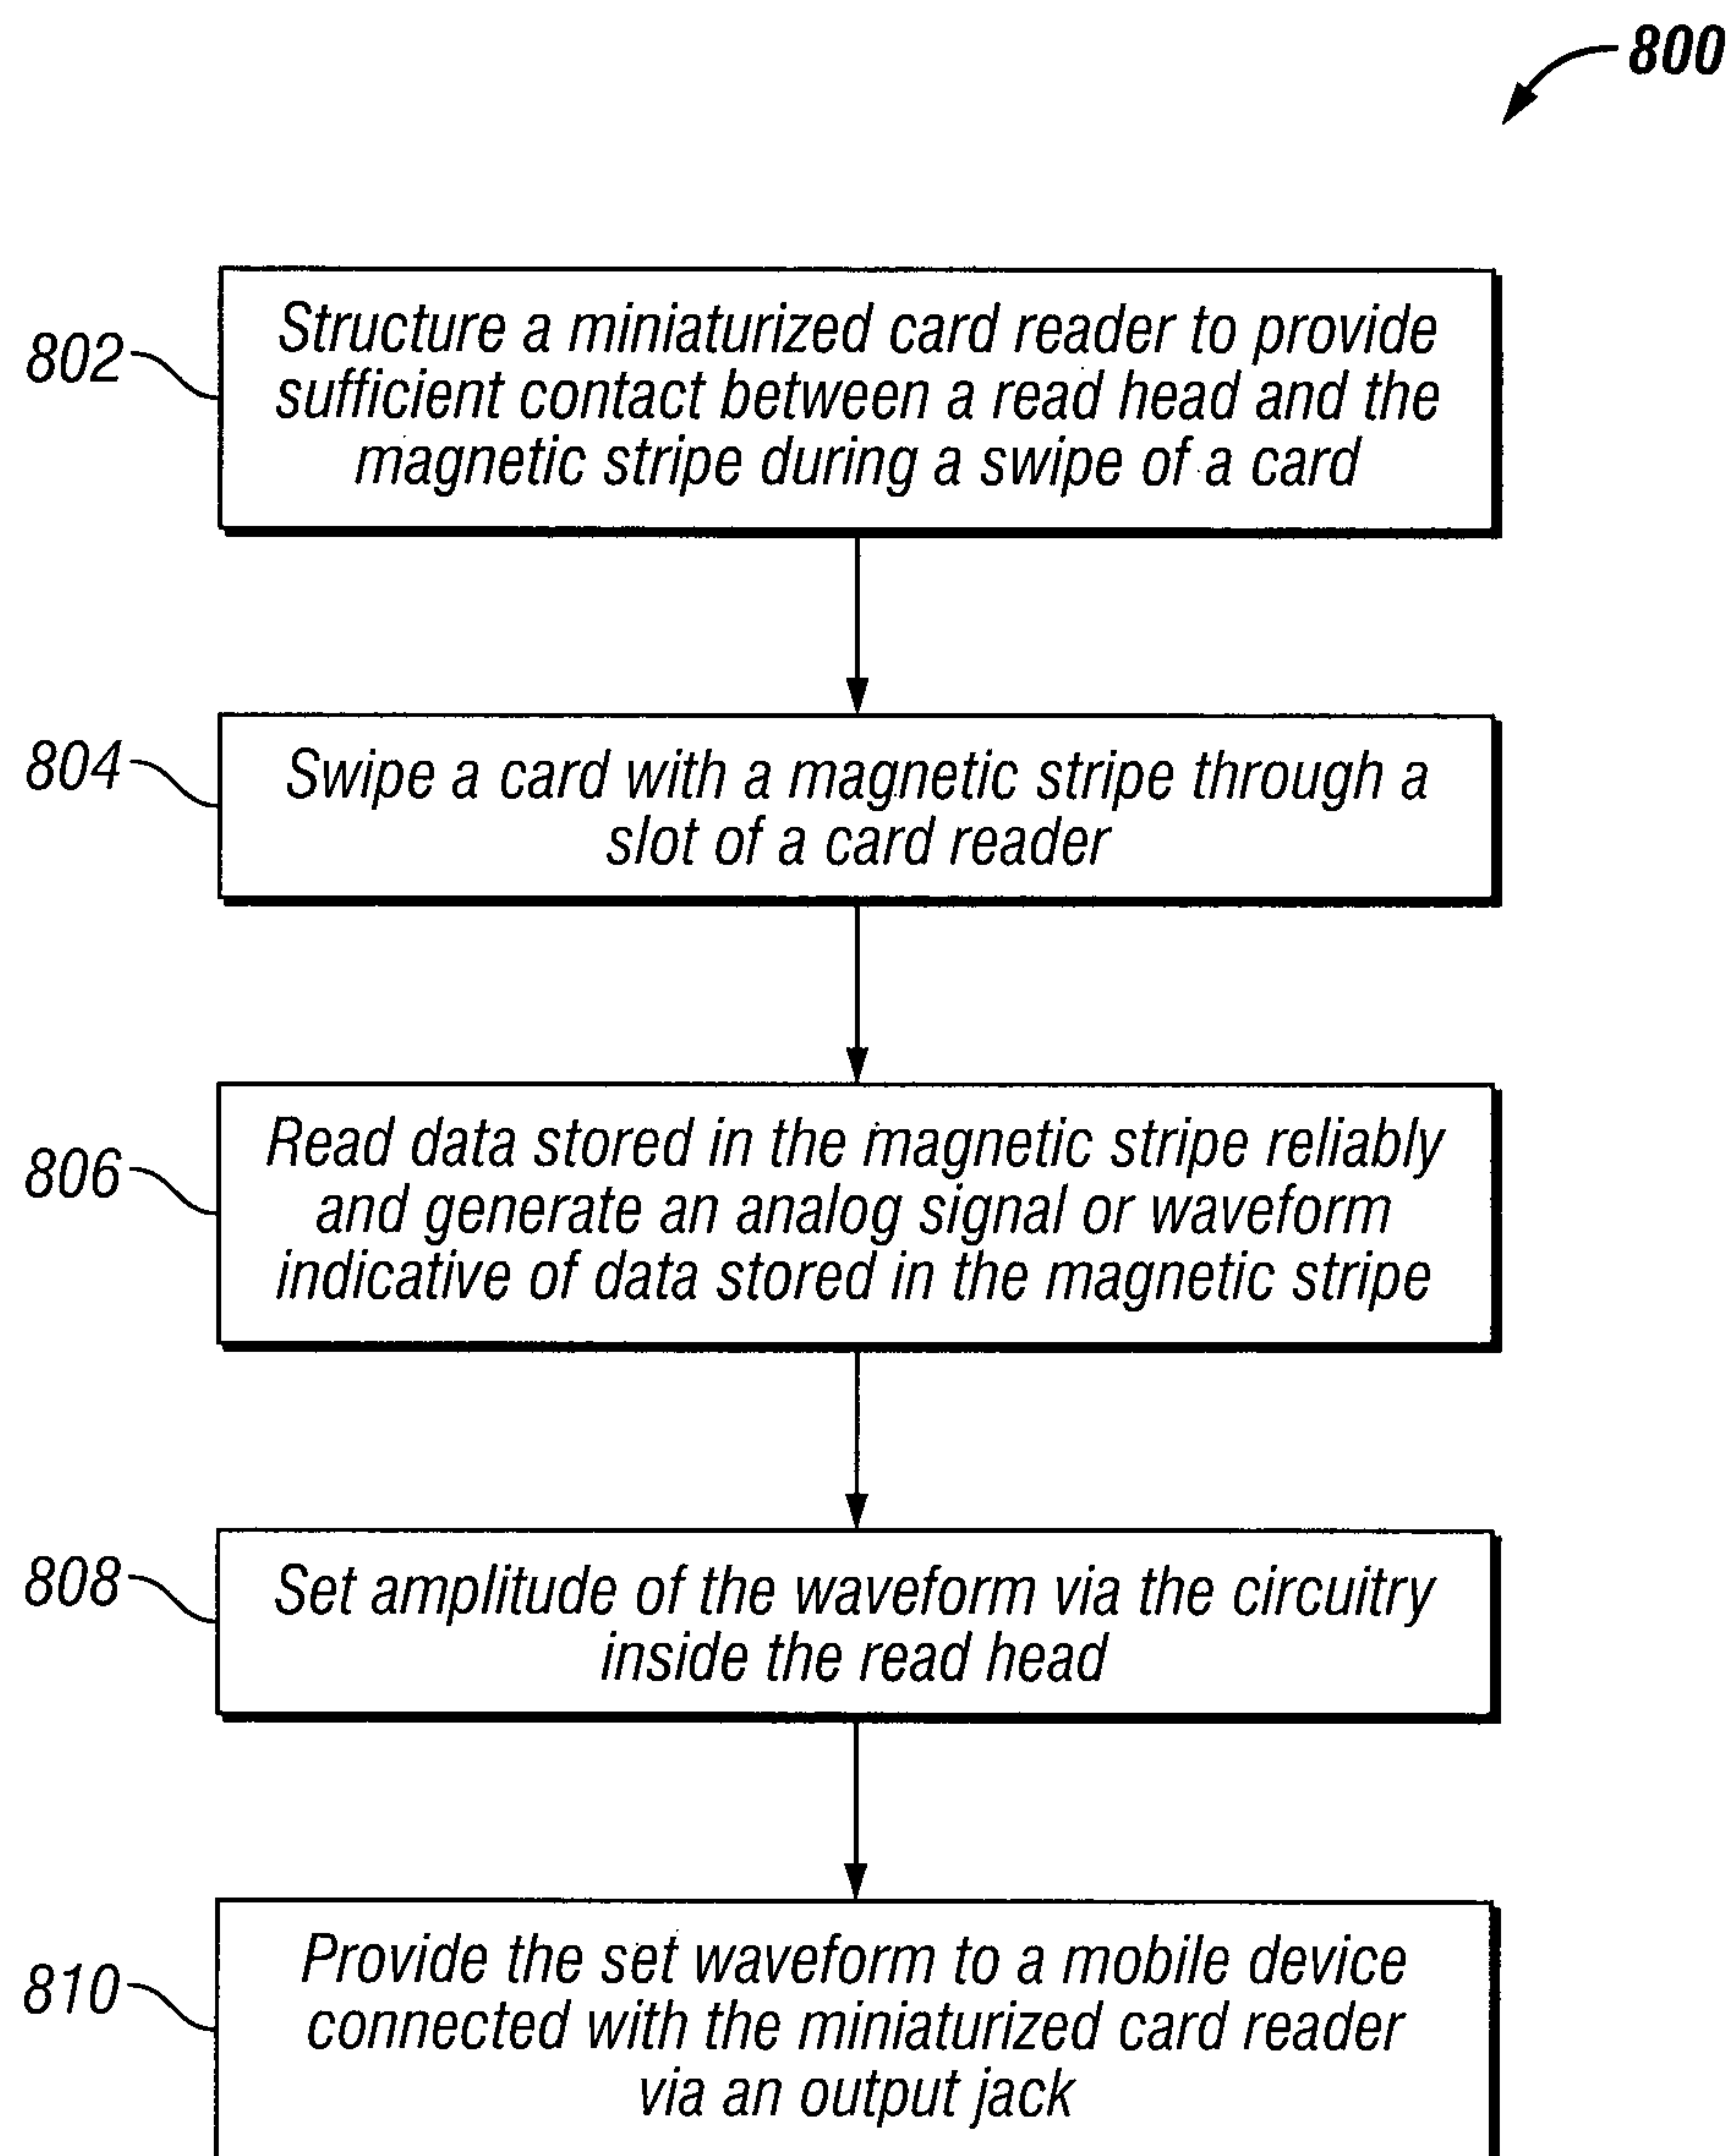 800
802
Structure a miniaturized card reader to provide
sufficient contact between a read head and the
magnetic stripe during a swipe of a card
804
Swipe a card with a magnetic stripe through a
slot of a card reader
806
Read data stored in the magnetic stripe reliably
and generate an analog signal or waveform
indicative of data stored in the magnetic stripe
808
Set amplitude of the waveform via the circuitry
inside the read head
810
Provide the set waveform to a mobile device
connected with the miniaturized card reader
via an output jack